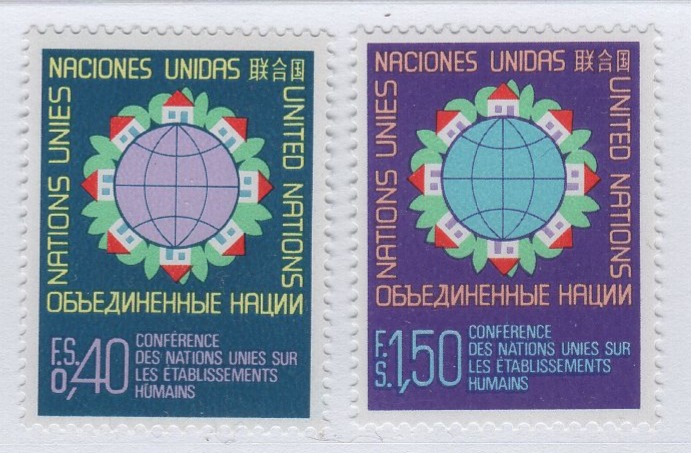 NACIONES UNIDAS 联合国
NATIONS UNIES
UNITED NATIONS
ОБЪЕДИНЕННЫЕ НАЦИИ
F.S.
0,40
CONFÉRENCE
DES NATIONS UNIES SUR
LES ÉTABLISSEMENTS
HUMAINS
NACIONES UNIDAS 联合国
NATIONS UNIES
UNITED NATIONS
ОБЪЕДИНЕННЫЕ НАЦИИ
F.S. 1,50
CONFÉRENCE
DES NATIONS UNIES SUR
LES ÉTABLISSEMENTS
HUMAINS